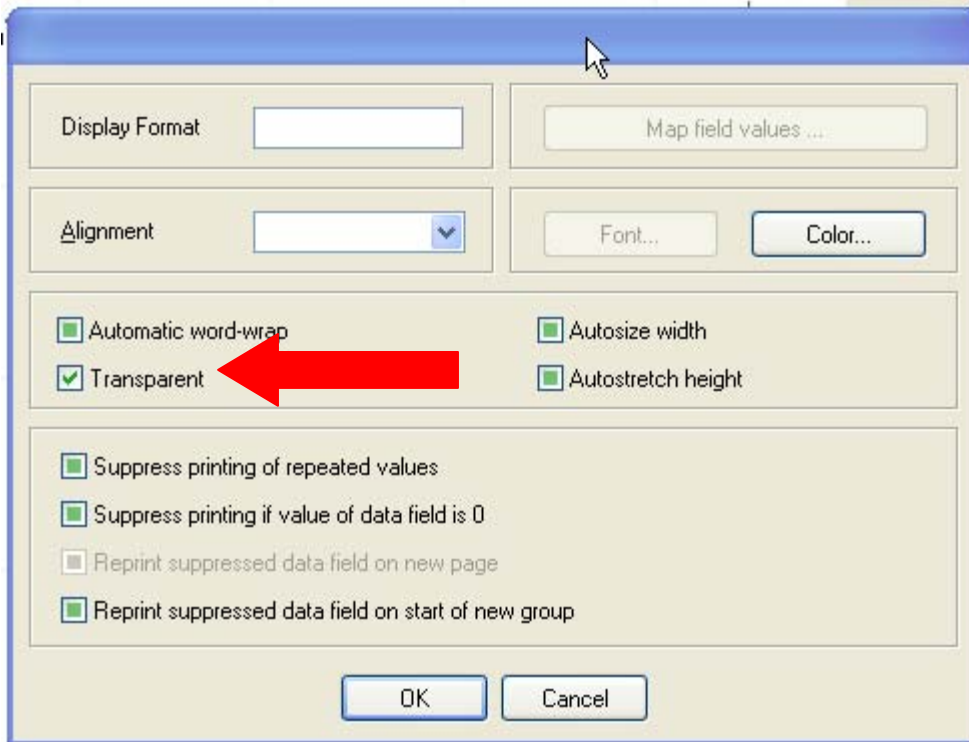 Display Format
Map field values ...
Alignment
Font...
Color...
Automatic word-wrap
Autosize width
Transparent
Autostretch height
Suppress printing of repeated values
Suppress printing if value of data field is 0
Reprint suppressed data field on new page
Reprint suppressed data field on start of new group
OK
Cancel